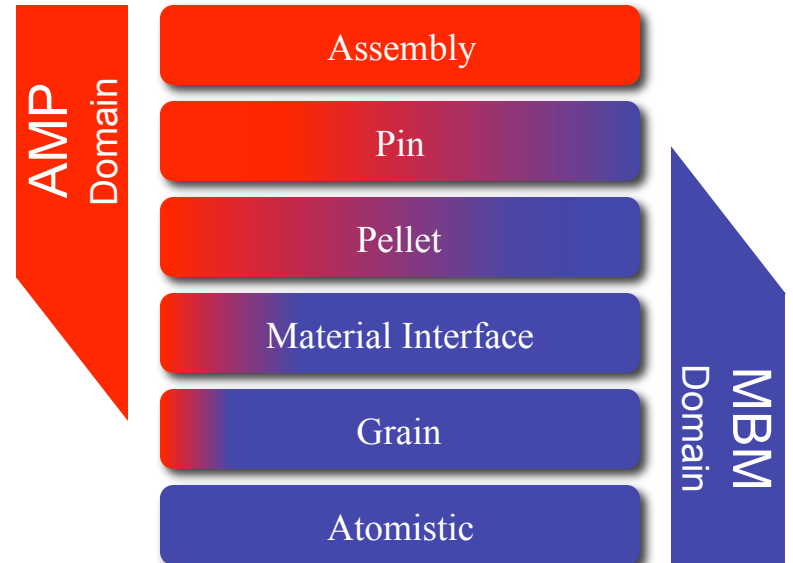 AMP
Domain
Assembly
Pin
Pellet
Material Interface
Grain
Atomistic
MBM
Domain